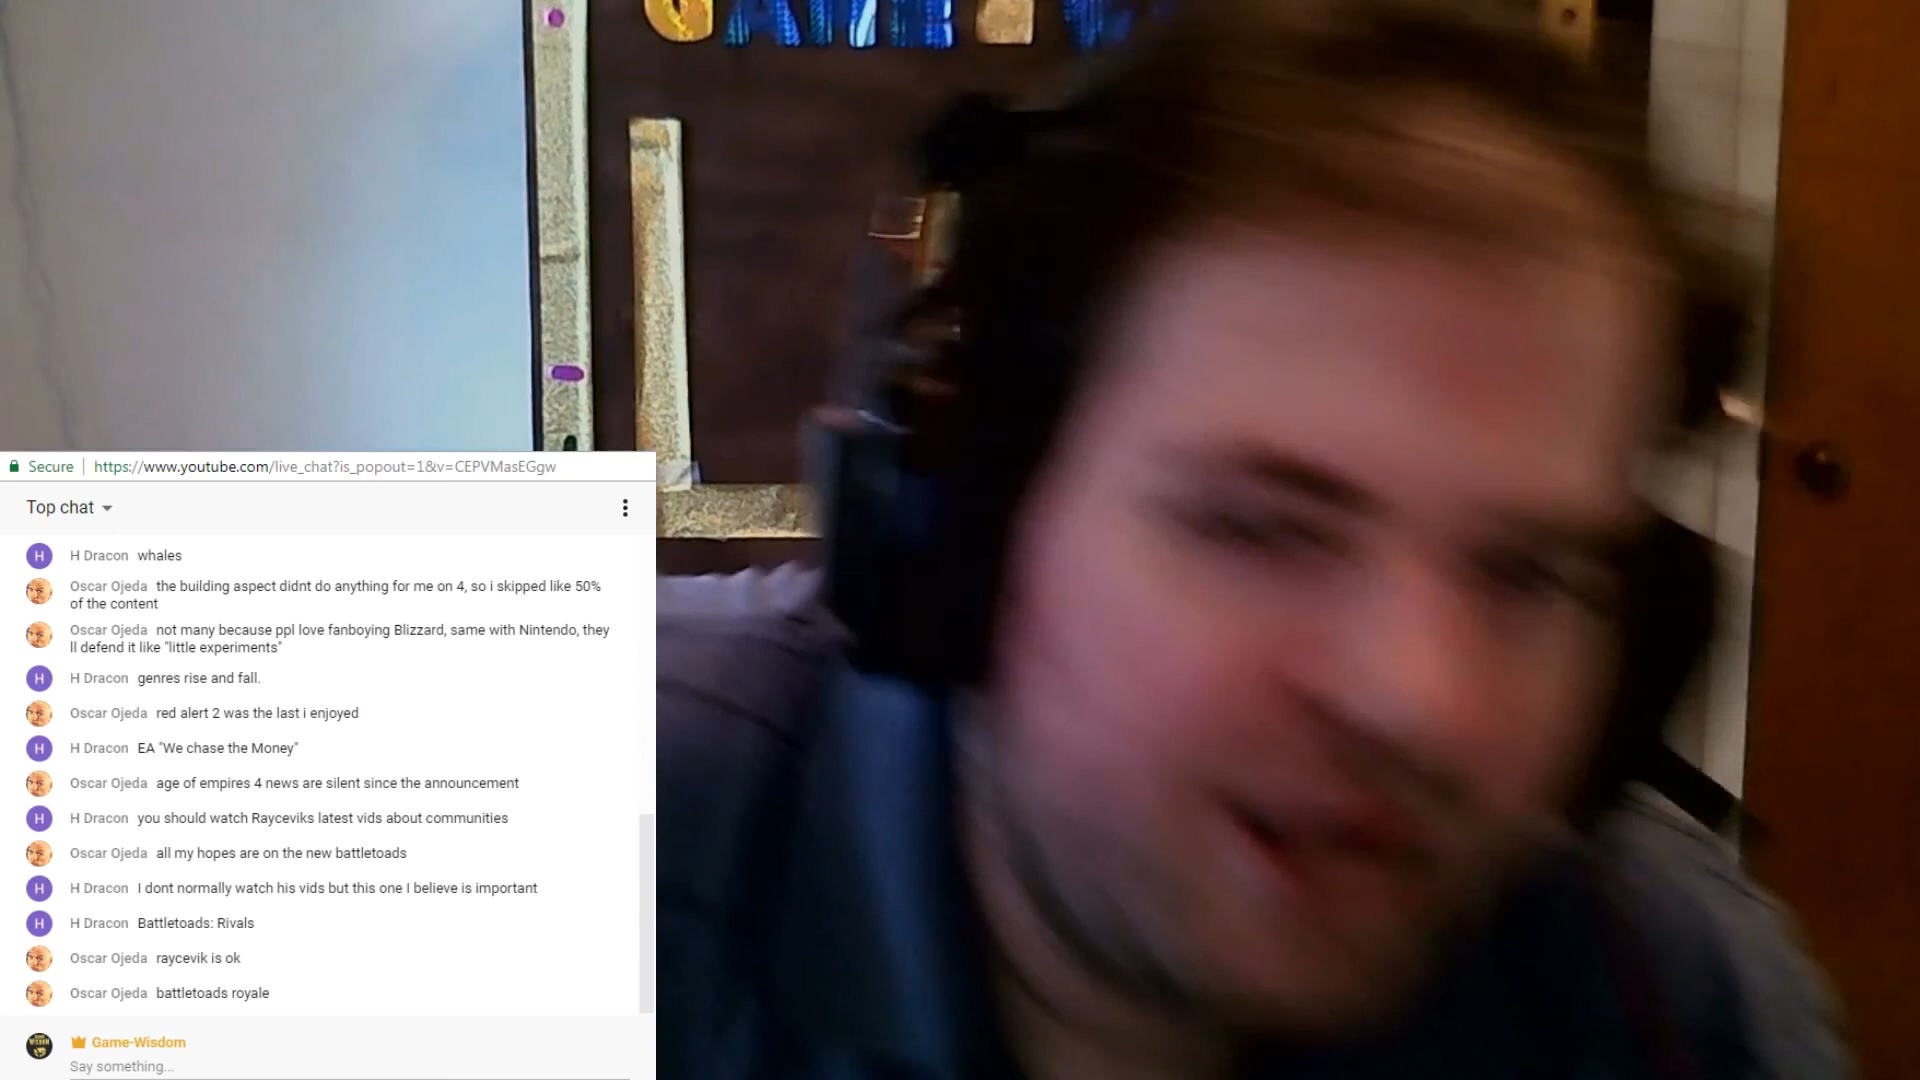 GAME-W
Secure https://www.youtube.com/live_chat?is_popout=1&v=CEPVMasEGgw
Top chat
H Dracon whales
Oscar Ojeda the building aspect didnt do anything for me on 4, so i skipped like 50%
of the content
Oscar Ojeda not many because ppl love fanboying Blizzard, same with Nintendo, they
ll defend it like "little experiments"
H Dracon genres rise and fall.
Oscar Ojeda red alert 2 was the last i enjoyed
H Dracon EA "We chase the Money"
Oscar Ojeda age of empires 4 news are silent since the announcement
H Dracon you should watch Rayceviks latest vids about communities
Oscar Ojeda all my hopes are on the new battletoads
H Dracon I dont normally watch his vids but this one I believe is important
H Dracon Battletoads: Rivals
Oscar Ojeda raycevik is ok
Oscar Ojeda battletoads royale
Game-Wisdom
Say something...